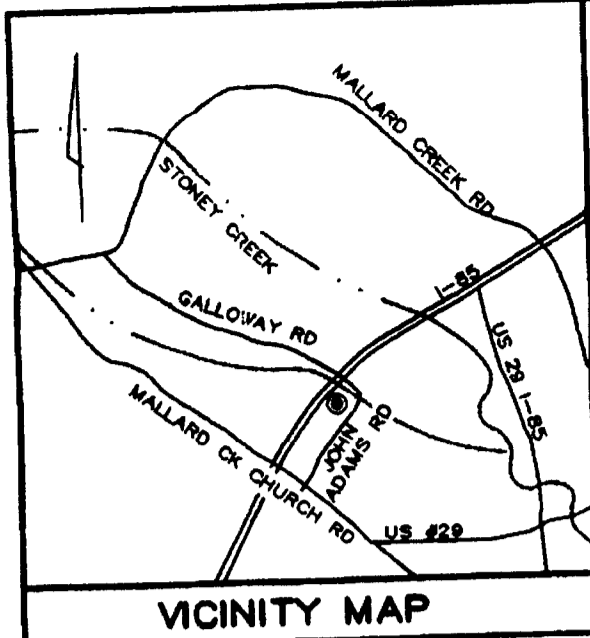 MALLARD CREEK RD
STONEY CREEK
I-85
GALLOWAY RD
US 29 I-85
MALLARD CK CHURCH RD
JOHN
ADAMS RD
US #29
VICINITY MAP